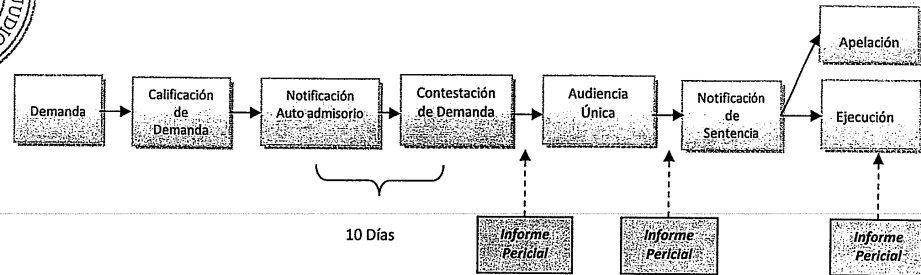 TUDIO
Apelación
Demanda
Calificación
de
Demanda
Notificación
Auto admisorio
Contestación
de Demanda
Audiencia
Única
Notificación
de
Sentencia
Ejecución
10 Días
Informe
Pericial
Informe
Pericial
Informe
Pericial